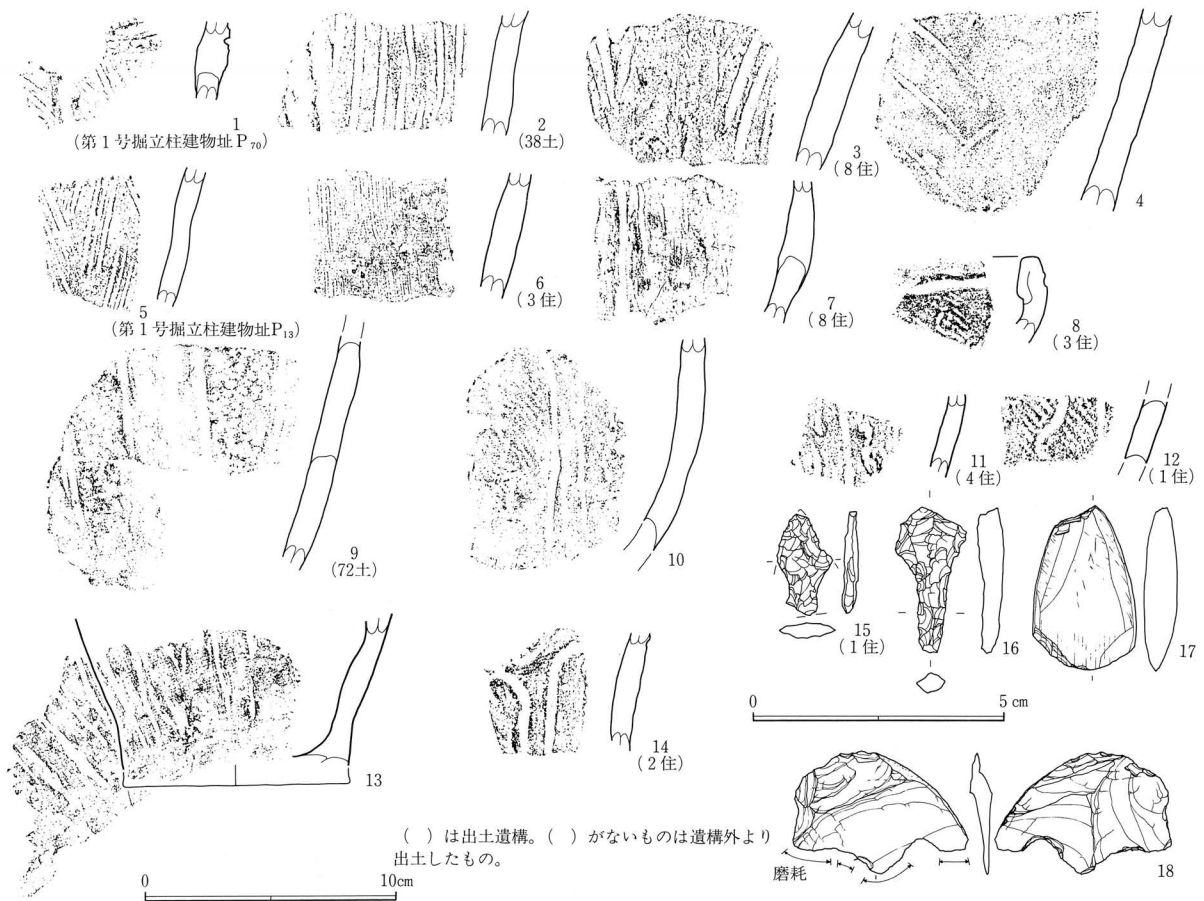 1
(第1号掘立柱建物址P₇₀)
2
(38土)
3
(8住)
4
5
(第1号掘立柱建物址P₁₃)
6
(3住)
7
(8住)
8
(3住)
9
(72土)
10
11
(4住)
12
(1住)
13
14
(2住)
15
(1住)
16
17
0 5cm
( )は出土遺構。( )がないものは遺構外より
出土したもの。
0 10cm
磨耗
18